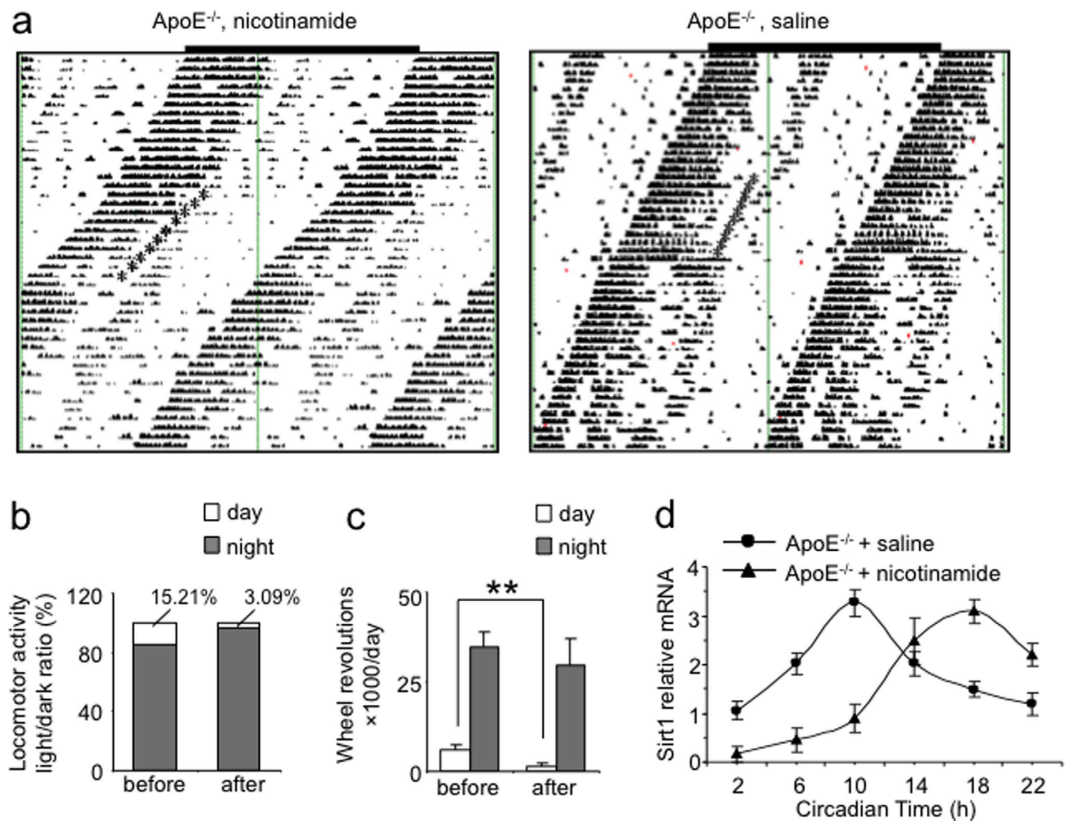 a
ApoE⁻/⁻, nicotinamide
ApoE⁻/⁻, saline
**********
**********
b
day
night
Locomotor activity
light/dark ratio (%)
120
80
40
0
15.21%
3.09%
before
after
c
day
night
Wheel revolutions
×1000/day
50
25
0
**
before
after
d
ApoE⁻/⁻ + saline
ApoE⁻/⁻ + nicotinamide
Sirt1 relative mRNA
4
3
2
1
0
2 6 10 14 18 22
Circadian Time (h)